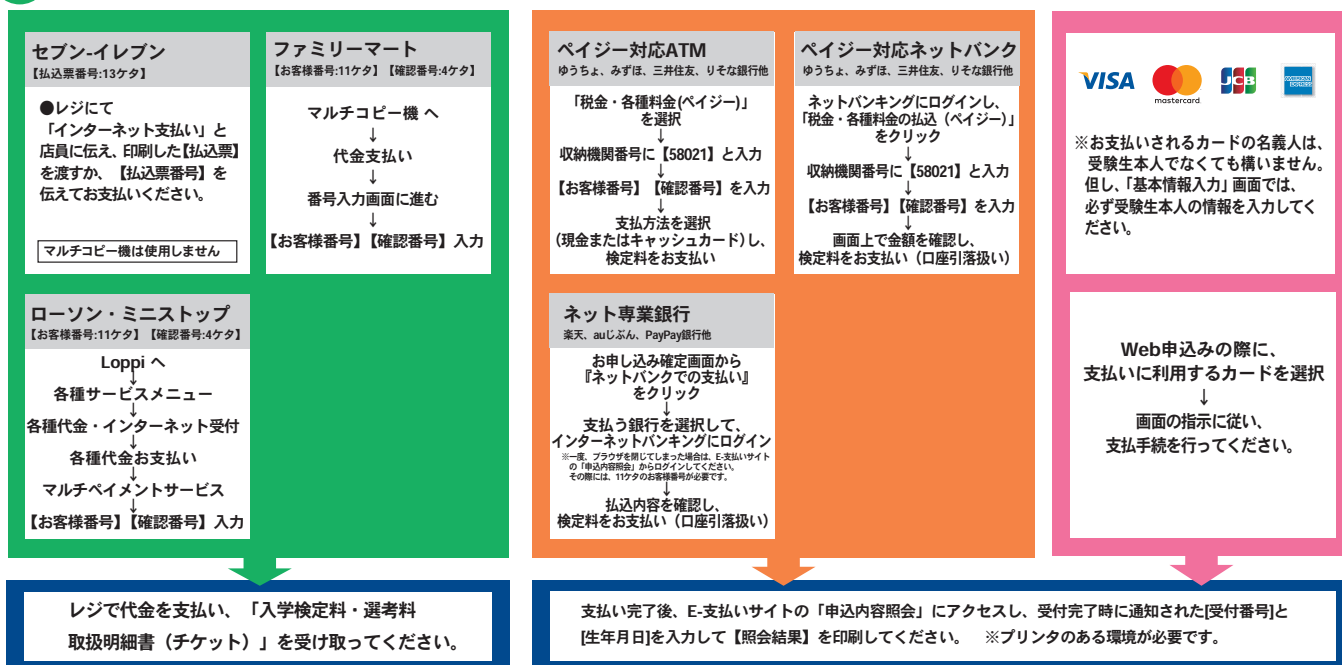 セブン-イレブン
【払込票番号:13ケタ】
●レジにて
「インターネット支払い」と
店員に伝え、印刷した【払込票】
を渡すか、【払込票番号】を
伝えてお支払いください。
マルチコピー機は使用しません
ファミリーマート
【お客様番号:11ケタ】【確認番号:4ケタ】
マルチコピー機 へ
↓
代金支払い
↓
番号入力画面に進む
↓
【お客様番号】【確認番号】入力
ローソン・ミニストップ
【お客様番号:11ケタ】【確認番号:4ケタ】
Loppi へ
↓
各種サービスメニュー
↓
各種代金・インターネット受付
↓
各種代金お支払い
↓
マルチペイメントサービス
↓
【お客様番号】【確認番号】入力
ペイジー対応ATM
ゆうちょ、みずほ、三井住友、りそな銀行他
「税金・各種料金(ペイジー)」
を選択
↓
収納機関番号に【58021】と入力
↓
【お客様番号】【確認番号】を入力
↓
支払方法を選択
(現金またはキャッシュカード)し、
検定料をお支払い
ペイジー対応ネットバンク
ゆうちょ、みずほ、三井住友、りそな銀行他
ネットバンキングにログインし、
「税金・各種料金の払込(ペイジー)」
をクリック
↓
収納機関番号に【58021】と入力
↓
【お客様番号】【確認番号】を入力
↓
画面上で金額を確認し、
検定料をお支払い(口座引落扱い)
ネット専業銀行
楽天、auじぶん、PayPay銀行他
お申し込み確定画面から
『ネットバンクでの支払い』
をクリック
↓
支払う銀行を選択して、
インターネットバンキングにログイン
※一度、ブラウザを閉じてしまった場合は、E-支払いサイト
の「申込内容照会」からログインしてください。
その際には、11ケタのお客様番号が必要です。
↓
払込内容を確認し、
検定料をお支払い(口座引落扱い)
VISA mastercard JCB AMERICAN EXPRESS
※お支払いされるカードの名義人は、
受験生本人でなくても構いません。
但し、「基本情報入力」画面では、
必ず受験生本人の情報を入力してく
ださい。
Web申込みの際に、
支払いに利用するカードを選択
↓
画面の指示に従い、
支払手続を行ってください。
レジで代金を支払い、「入学検定料・選考料
取扱明細書(チケット)」を受け取ってください。
支払い完了後、E-支払いサイトの「申込内容照会」にアクセスし、受付完了時に通知された[受付番号]と
[生年月日]を入力して【照会結果】を印刷してください。 ※プリンタのある環境が必要です。